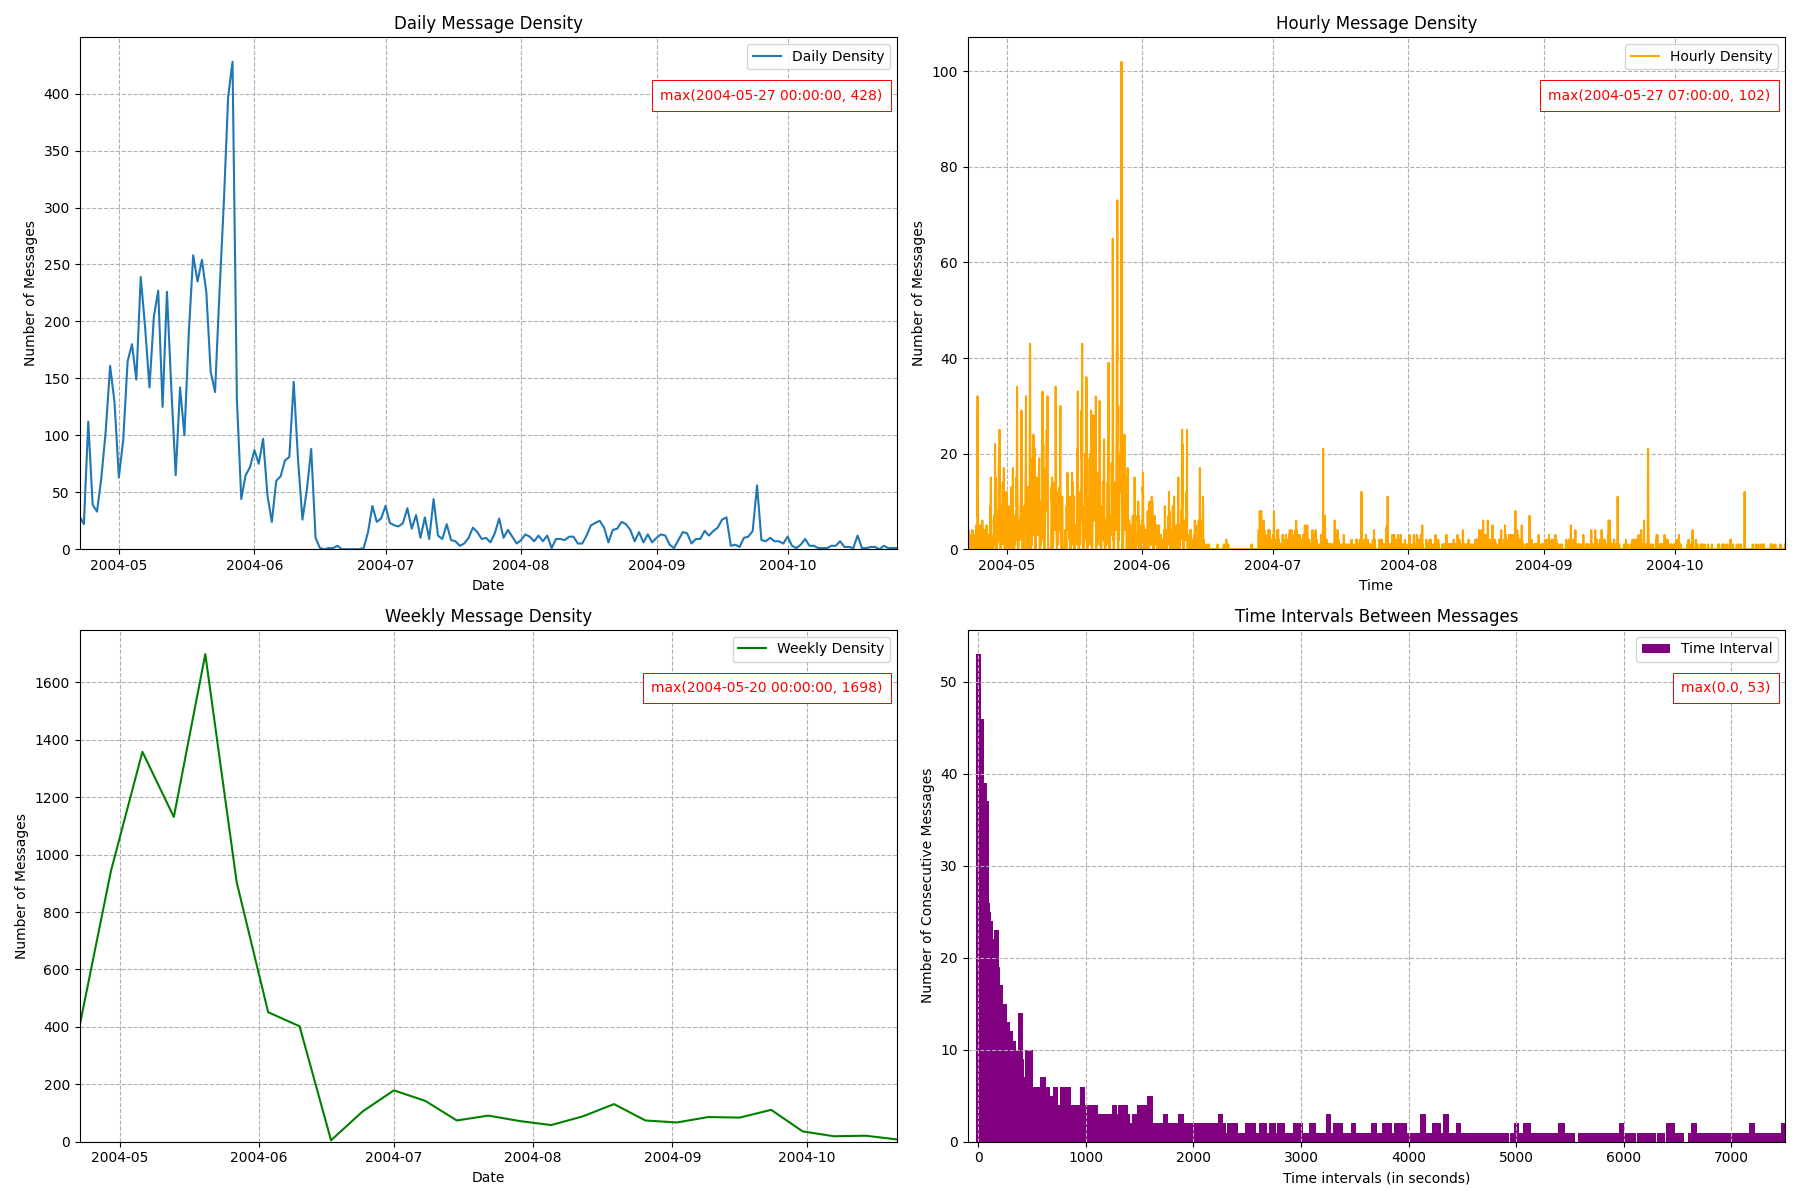 Daily Message Density
Number of Messages
400
350
300
250
200
150
100
50
0
Daily Density
max(2004-05-27 00:00:00, 428)
2004-05 2004-06 2004-07 2004-08 2004-09 2004-10
Date
Hourly Message Density
Number of Messages
100
80
60
40
20
0
Hourly Density
max(2004-05-27 07:00:00, 102)
2004-05 2004-06 2004-07 2004-08 2004-09 2004-10
Time
Weekly Message Density
Number of Messages
1600
1400
1200
1000
800
600
400
200
0
Weekly Density
max(2004-05-20 00:00:00, 1698)
2004-05 2004-06 2004-07 2004-08 2004-09 2004-10
Date
Time Intervals Between Messages
Number of Consecutive Messages
50
40
30
20
10
0
Time Interval
max(0.0, 53)
0 1000 2000 3000 4000 5000 6000 7000
Time intervals (in seconds)